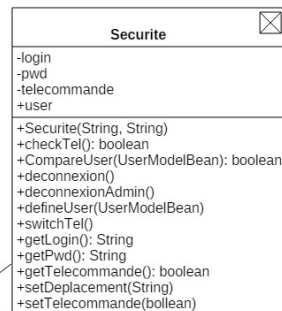 Securite
-login
-pwd
-telecommande
+user
+Securite(String, String)
+checkTel(): boolean
+CompareUser(UserModelBean): boolean
+deconnexion()
+deconnexionAdmin()
+defineUser(UserModelBean)
+switchTel()
+getLogin(): String
+getPwd(): String
+getTelecommande(): boolean
+setDeplacement(String)
+setTelecommande(bollean)